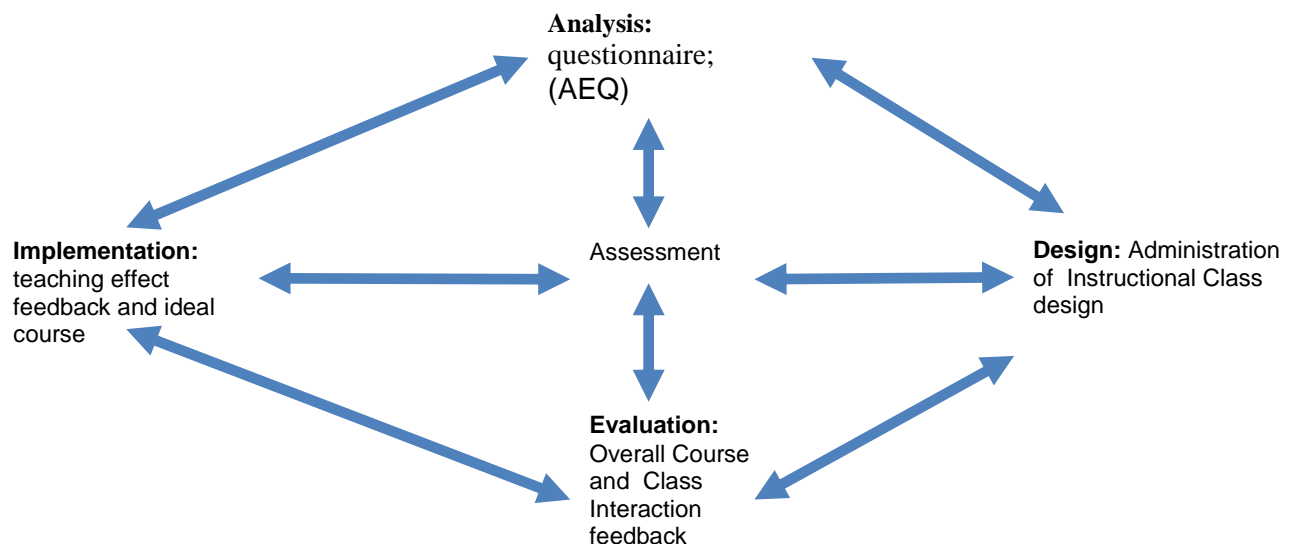 Analysis:
questionnaire;
(AEQ)
Implementation:
teaching effect
feedback and ideal
course
Assessment
Design: Administration
of  Instructional Class
design
Evaluation:
Overall Course
and  Class
Interaction
feedback